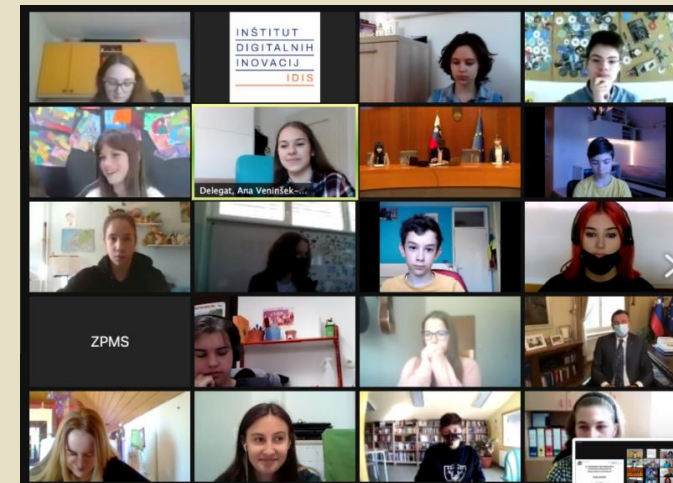 INŠTITUT
DIGITALNIH
INOVACIJ
IDIS
Delegat, Ana Veninšek-...
ZPMS